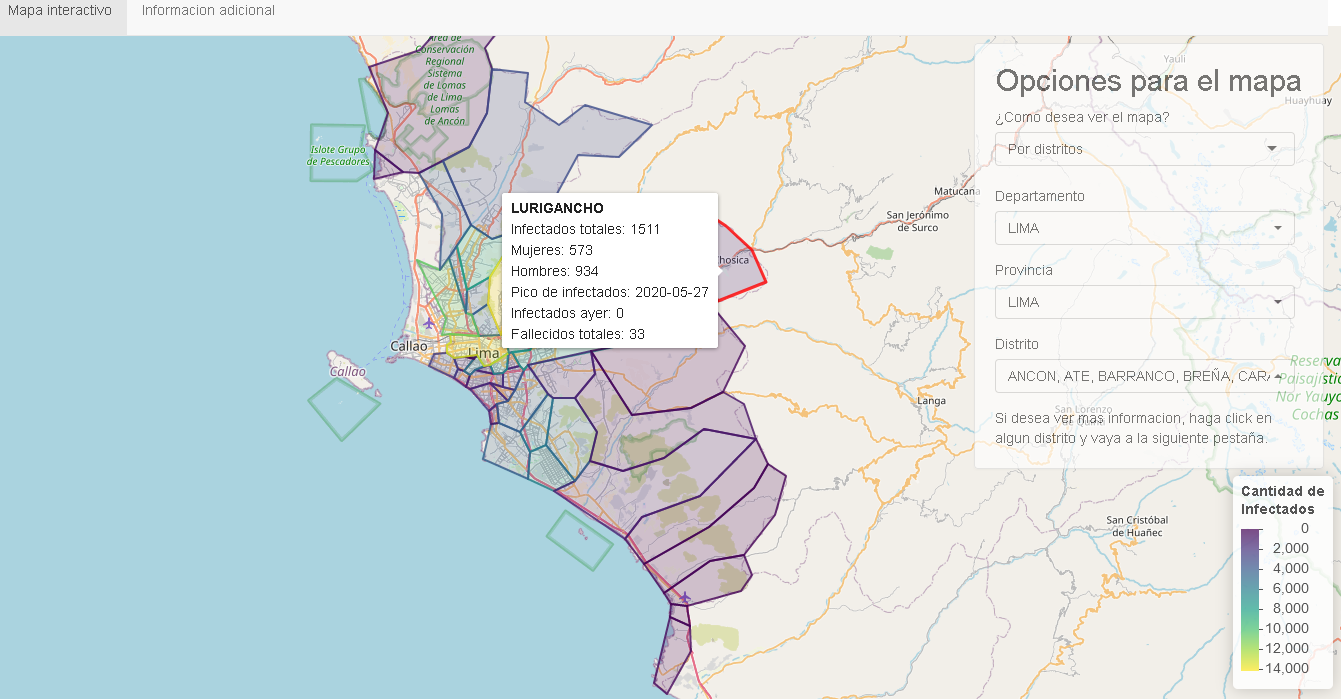 Mapa interactivo
Informacion adicional
Área de
Conservación
Regional
Sistema
de Lomas
de Lima
Lomas
de Ancón
Islote Grupo
de Pescadores
LURIGANCHO
Infectados totales: 1511
Mujeres: 573
Hombres: 934
Pico de infectados: 2020-05-27
Infectados ayer: 0
Fallecidos totales: 33
hosica
Matucana
San Jerónimo
de Surco
Callao
Lima
Callao
Langa
San Cristóbal
de Huañec
Yauli
Huayhuay
Opciones para el mapa
¿Como desea ver el mapa?
Por distritos
Departamento
LIMA
Provincia
LIMA
Distrito
ANCON, ATE, BARRANCO, BREÑA, CARA
San Lorenzo
Reserva
Paisajístic
Nor Yauyo
Cochas
Si desea ver mas informacion, haga click en
algun distrito y vaya a la siguiente pestaña.
Cantidad de
Infectados
0
2,000
4,000
6,000
8,000
10,000
12,000
14,000